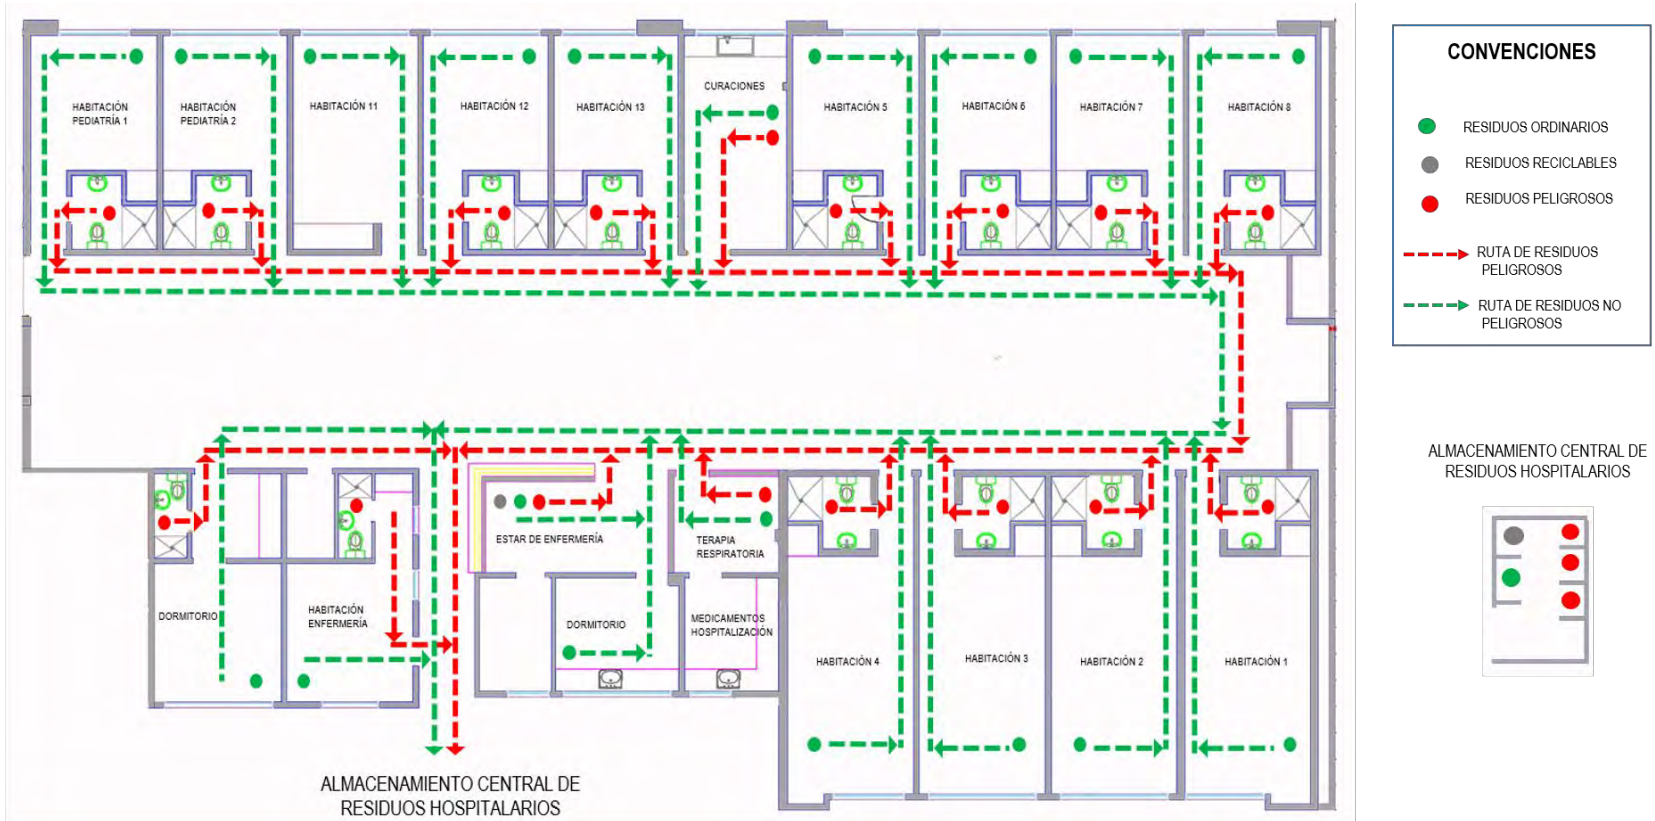 HABITACIÓN
PEDIATRÍA 1
HABITACIÓN
PEDIATRÍA 2
HABITACIÓN 11
HABITACIÓN 12
HABITACIÓN 13
CURACIONES
HABITACIÓN 5
HABITACIÓN 6
HABITACIÓN 7
HABITACIÓN 8
ESTAR DE ENFERMERÍA
TERAPIA
RESPIRATORIA
DORMITORIO
HABITACIÓN
ENFERMERÍA
DORMITORIO
MEDICAMENTOS
HOSPITALIZACIÓN
HABITACIÓN 4
HABITACIÓN 3
HABITACIÓN 2
HABITACIÓN 1
ALMACENAMIENTO CENTRAL DE
RESIDUOS HOSPITALARIOS
CONVENCIONES
RESIDUOS ORDINARIOS
RESIDUOS RECICLABLES
RESIDUOS PELIGROSOS
RUTA DE RESIDUOS
PELIGROSOS
RUTA DE RESIDUOS NO
PELIGROSOS
ALMACENAMIENTO CENTRAL DE
RESIDUOS HOSPITALARIOS